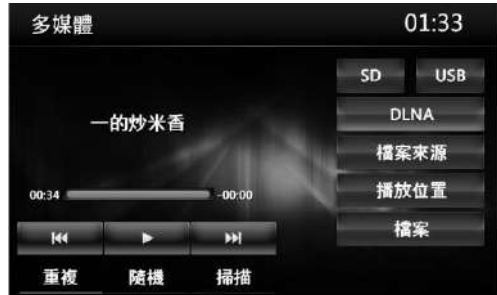 多媒體 01:33
SD USB
DLNA
一的炒米香
檔案來源
00:34 -00:00
播放位置
檔案
重複 隨機 掃描